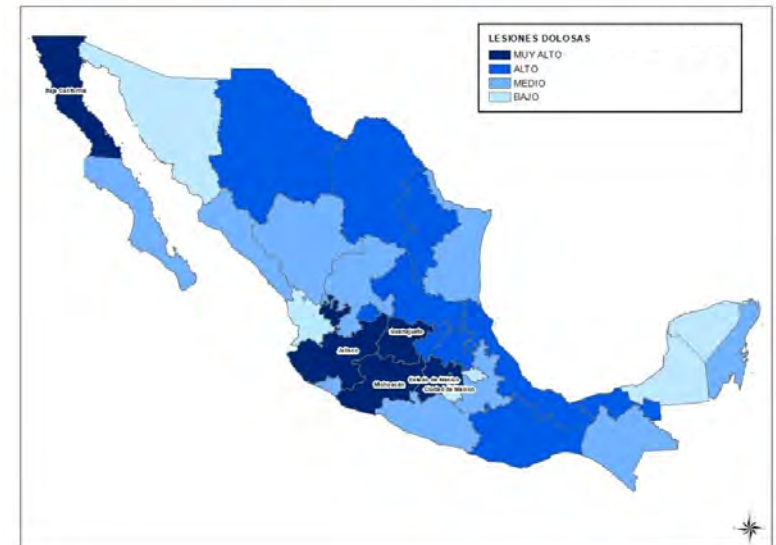 LESIONES DOLOSAS
MUY ALTO
ALTO
MEDIO
BAJO
Baja California
Guanajuato
Jalisco
Michoacán
Estado de México
Ciudad de México